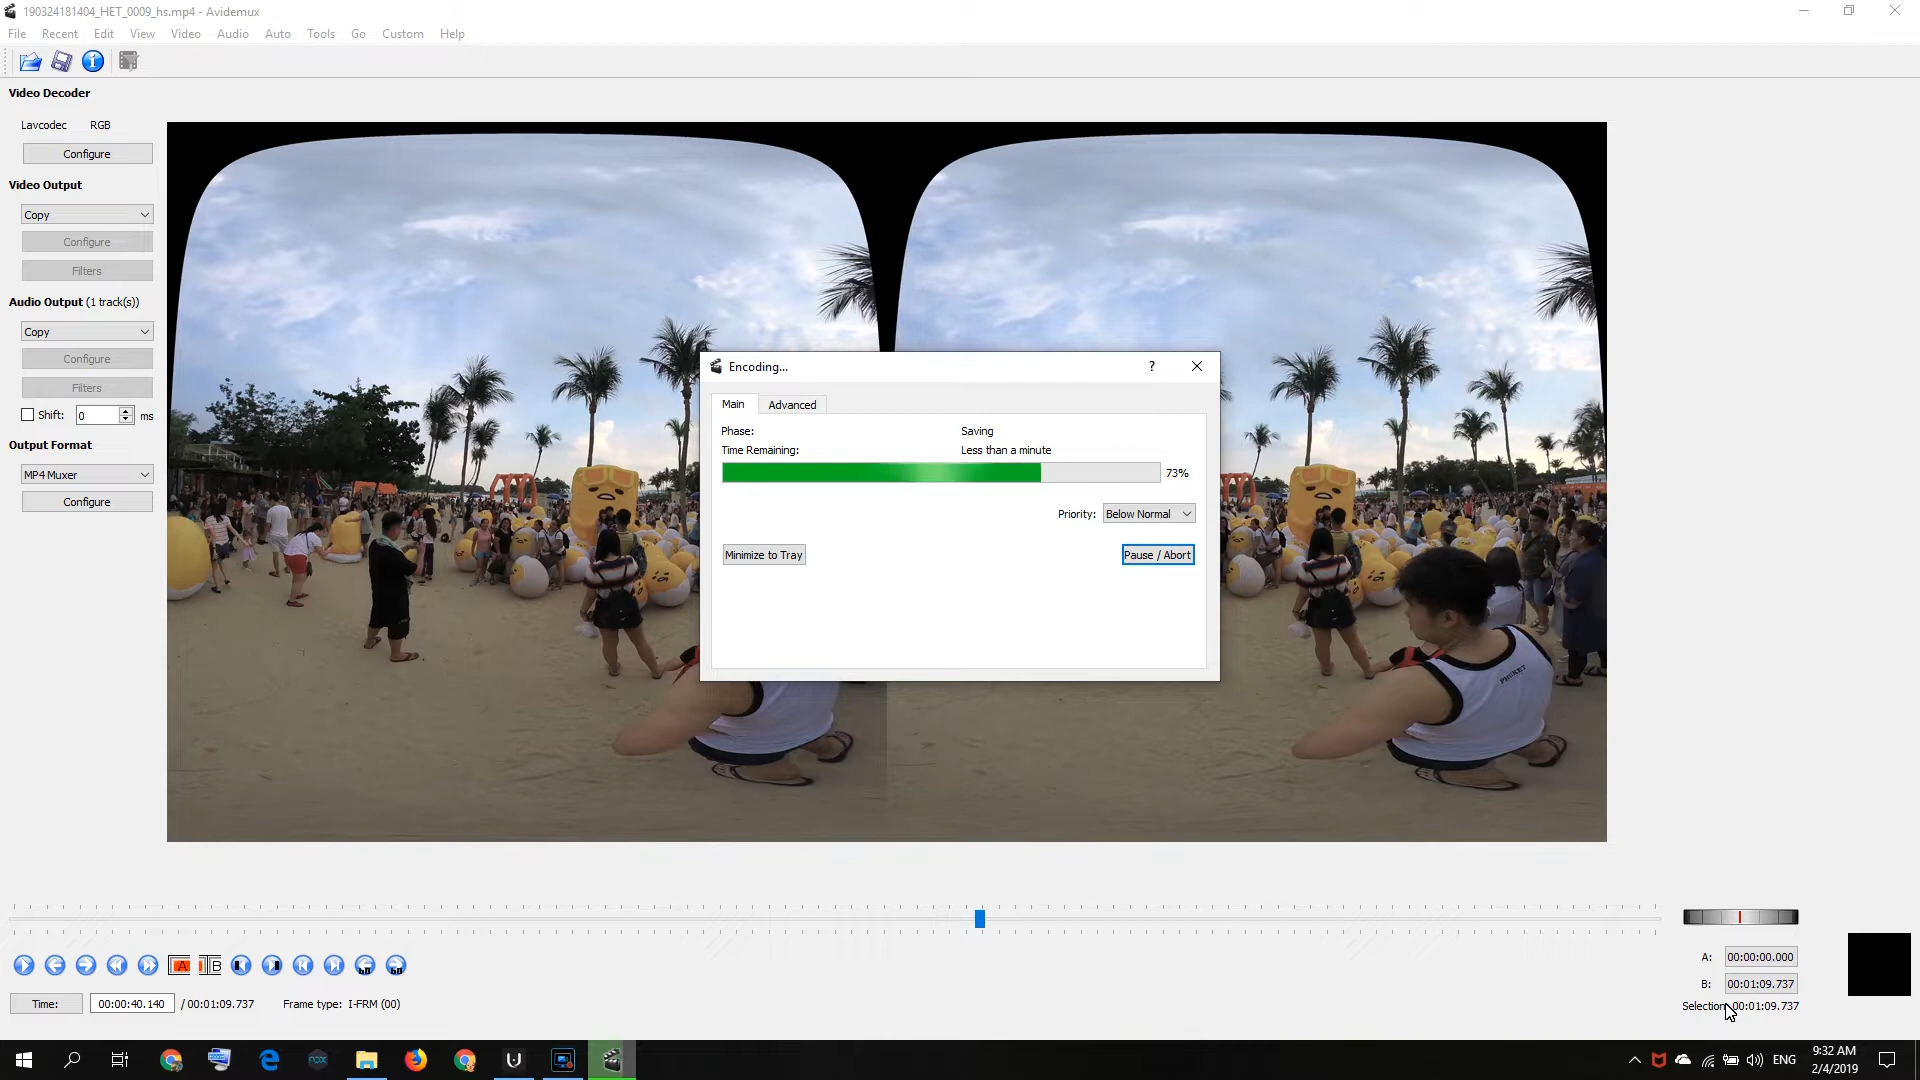 190324181404_HET_0009_hs.mp4 - Avidemux
File Recent Edit View Video Audio Auto Tools Go Custom Help
Video Decoder
Lavcodec RGB
Configure
Video Output
Copy
Configure
Filters
Audio Output (1 track(s))
Copy
Configure
Filters
Shift: 0 ms
Output Format
MP4 Muxer
Configure
Encoding...
?
Main Advanced
Phase: Saving
Time Remaining: Less than a minute
73%
Priority: Below Normal
Minimize to Tray Pause / Abort
PHUKET
A B 60 60
Time: 00:00:40.140 / 00:01:09.737 Frame type: I-FRM (00)
A: 00:00:00.000
B: 00:01:09.737
Selection: 00:01:09.737
nox
ENG
9:32 AM
2/4/2019